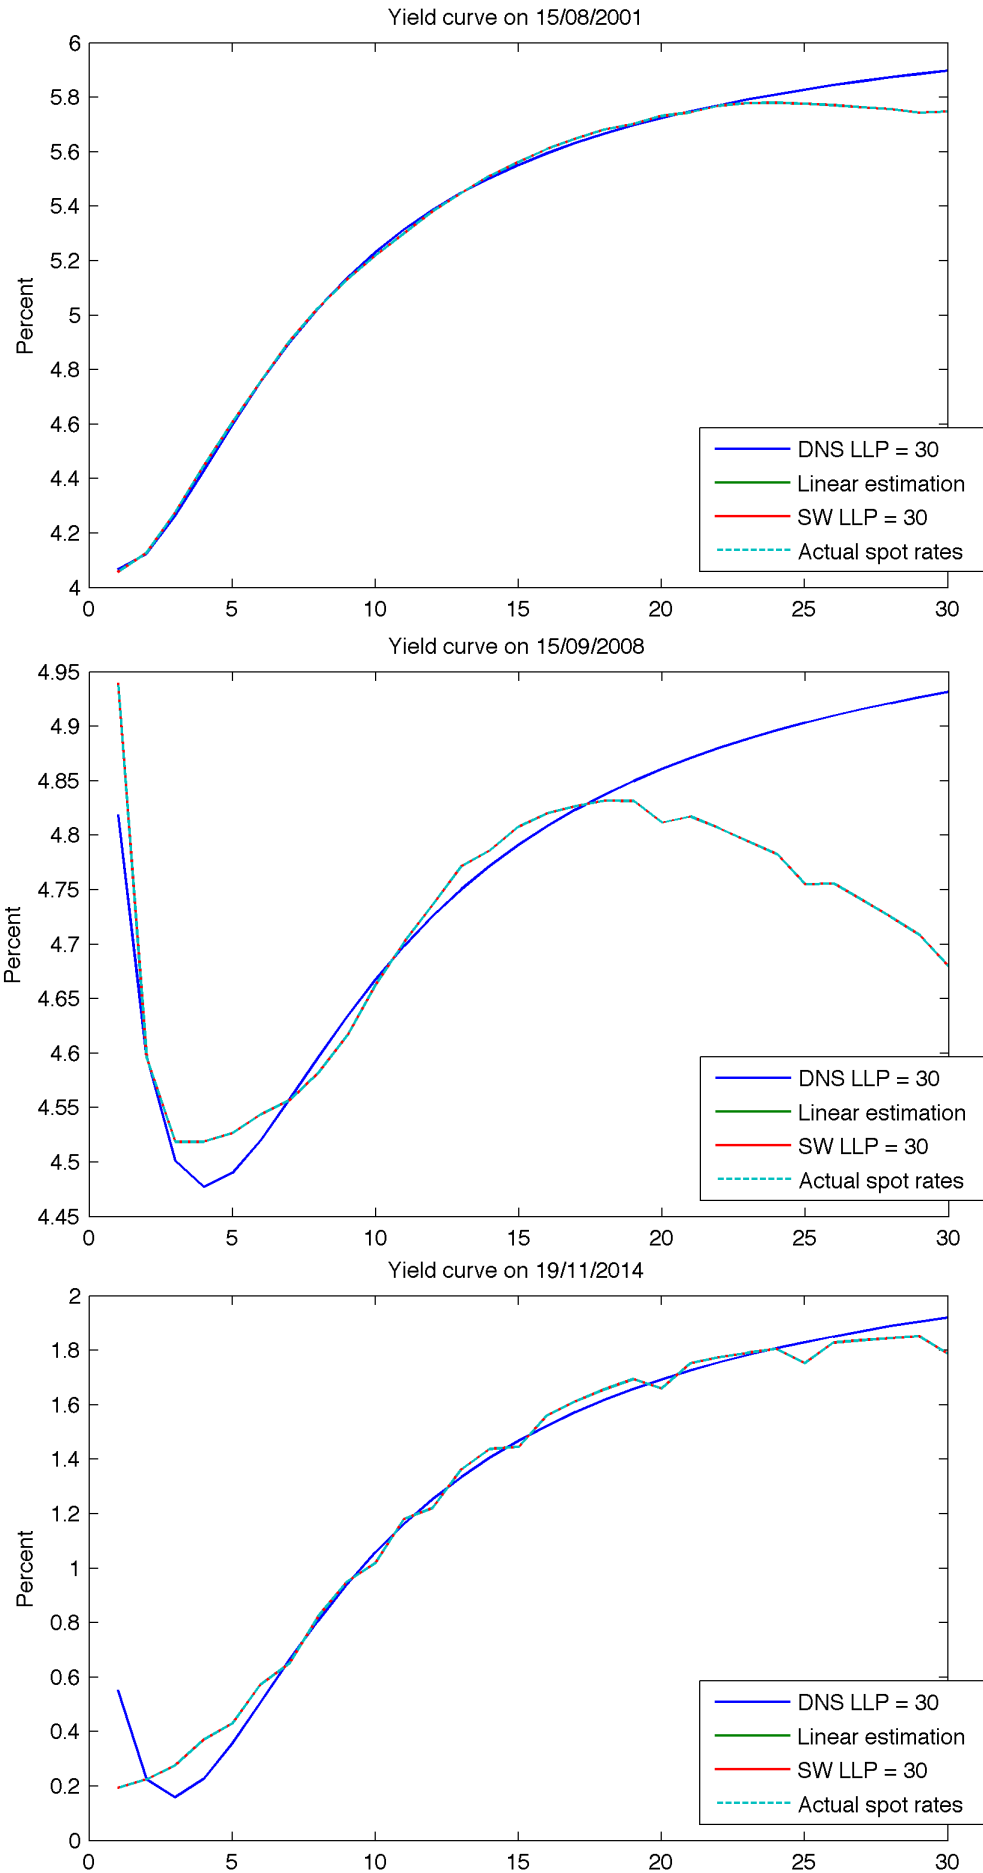 Yield curve on 15/08/2001
6
5.8
5.6
5.4
5.2
5
4.8
4.6
4.4
4.2
4
Percent
DNS LLP = 30
Linear estimation
SW LLP = 30
Actual spot rates
0 5 10 15 20 25 30
Yield curve on 15/09/2008
4.95
4.9
4.85
4.8
4.75
4.7
4.65
4.6
4.55
4.5
4.45
Percent
DNS LLP = 30
Linear estimation
SW LLP = 30
Actual spot rates
0 5 10 15 20 25 30
Yield curve on 19/11/2014
2
1.8
1.6
1.4
1.2
1
0.8
0.6
0.4
0.2
0
Percent
DNS LLP = 30
Linear estimation
SW LLP = 30
Actual spot rates
0 5 10 15 20 25 30